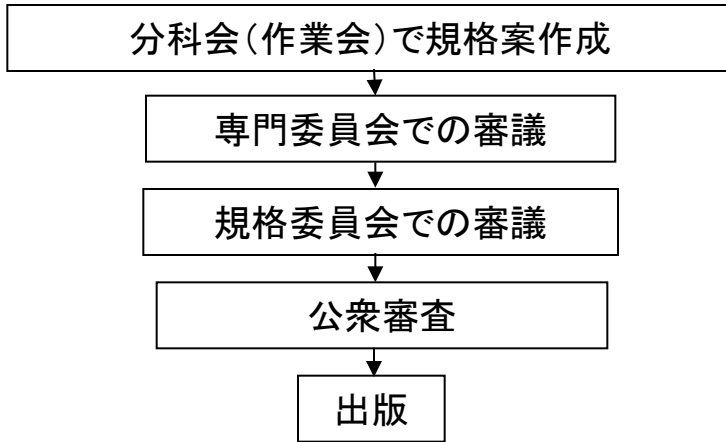 分科会(作業会)で規格案作成
専門委員会での審議
規格委員会での審議
公衆審査
出版